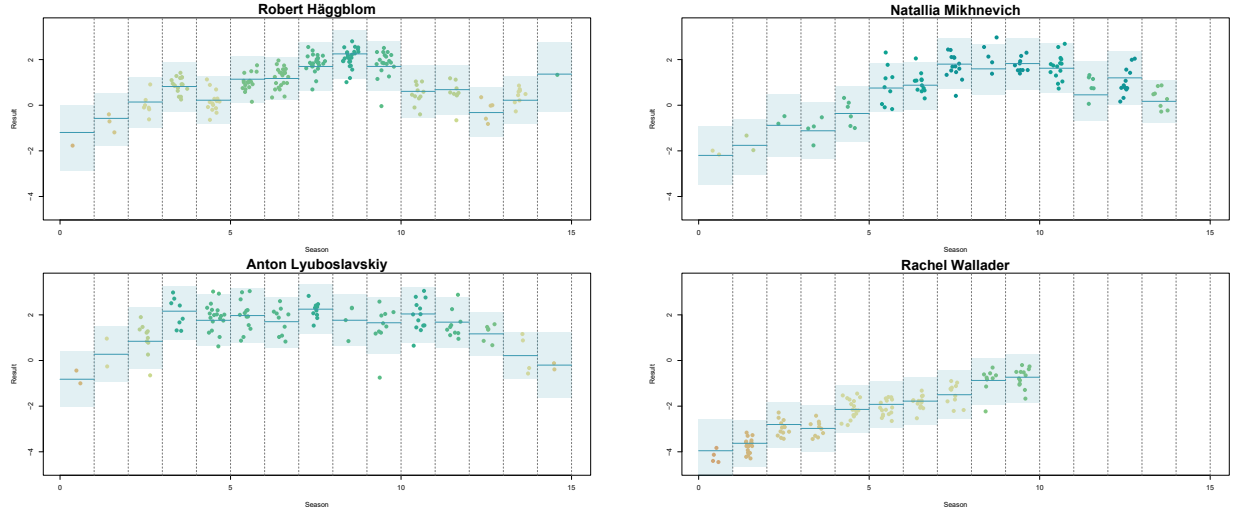 Robert Häggblom
Result
2
0
−2
−4
0
5
10
15
Season
Natallia Mikhnevich
Result
2
0
−2
−4
0
5
10
15
Season
Anton Lyuboslavskiy
Result
2
0
−2
−4
0
5
10
15
Season
Rachel Wallader
Result
2
0
−2
−4
0
5
10
15
Season